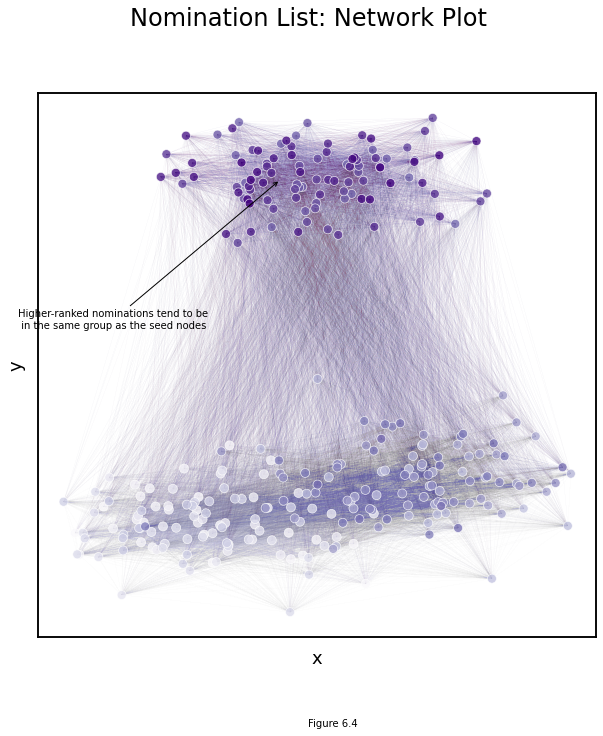 Nomination List: Network Plot
Higher-ranked nominations tend to be
in the same group as the seed nodes
y
x
Figure 6.4